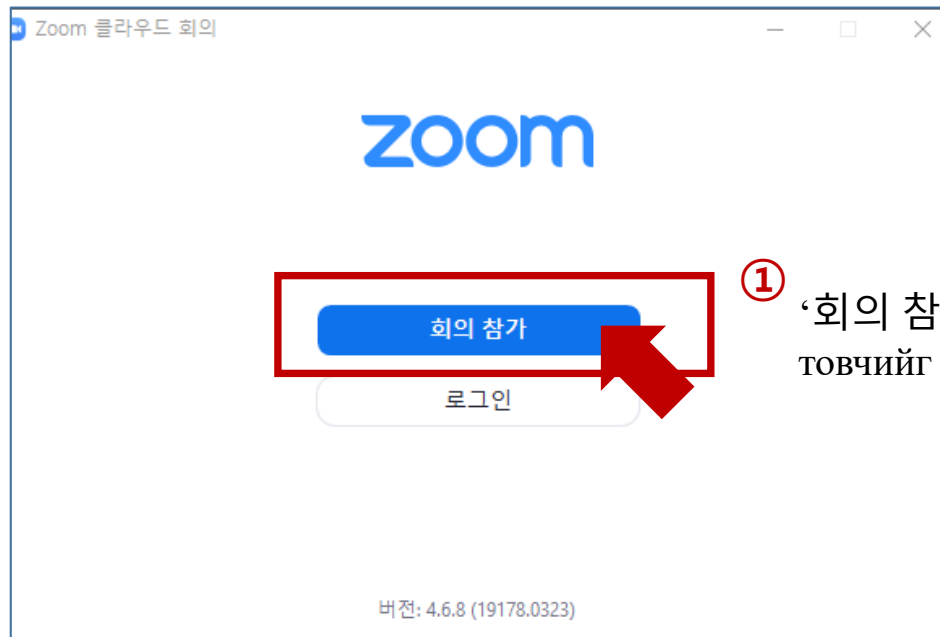 Zoom 클라우드 회의
zoom
①
‘회의 참
회의 참가
товчийг
로그인
버전: 4.6.8 (19178.0323)